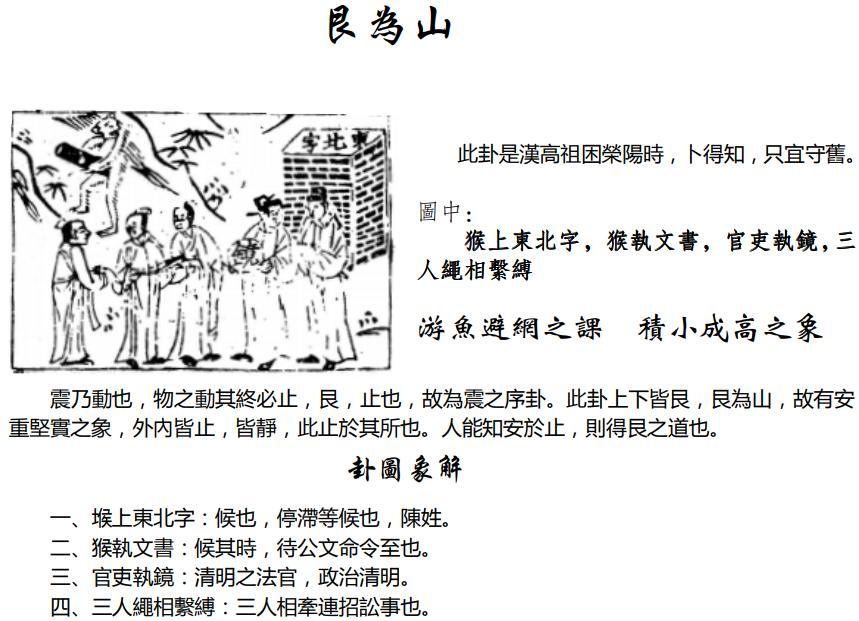 艮為山
東北字
此卦是漢高祖困榮陽時，卜得知，只宜守舊。
圖中：
猴上東北字，猴執文書，官吏執鏡，三
人繩相繫縛
游魚避網之課　積小成高之象
震乃動也，物之動其終必止，艮，止也，故為震之序卦。此卦上下皆艮，艮為山，故有安
重堅實之象，外內皆止，皆靜，此止於其所也。人能知安於止，則得艮之道也。
卦圖象解
一、堠上東北字：候也，停滯等候也，陳姓。
二、猴執文書：候其時，待公文命令至也。
三、官吏執鏡：清明之法官，政治清明。
四、三人繩相繫縛：三人相牽連招訟事也。